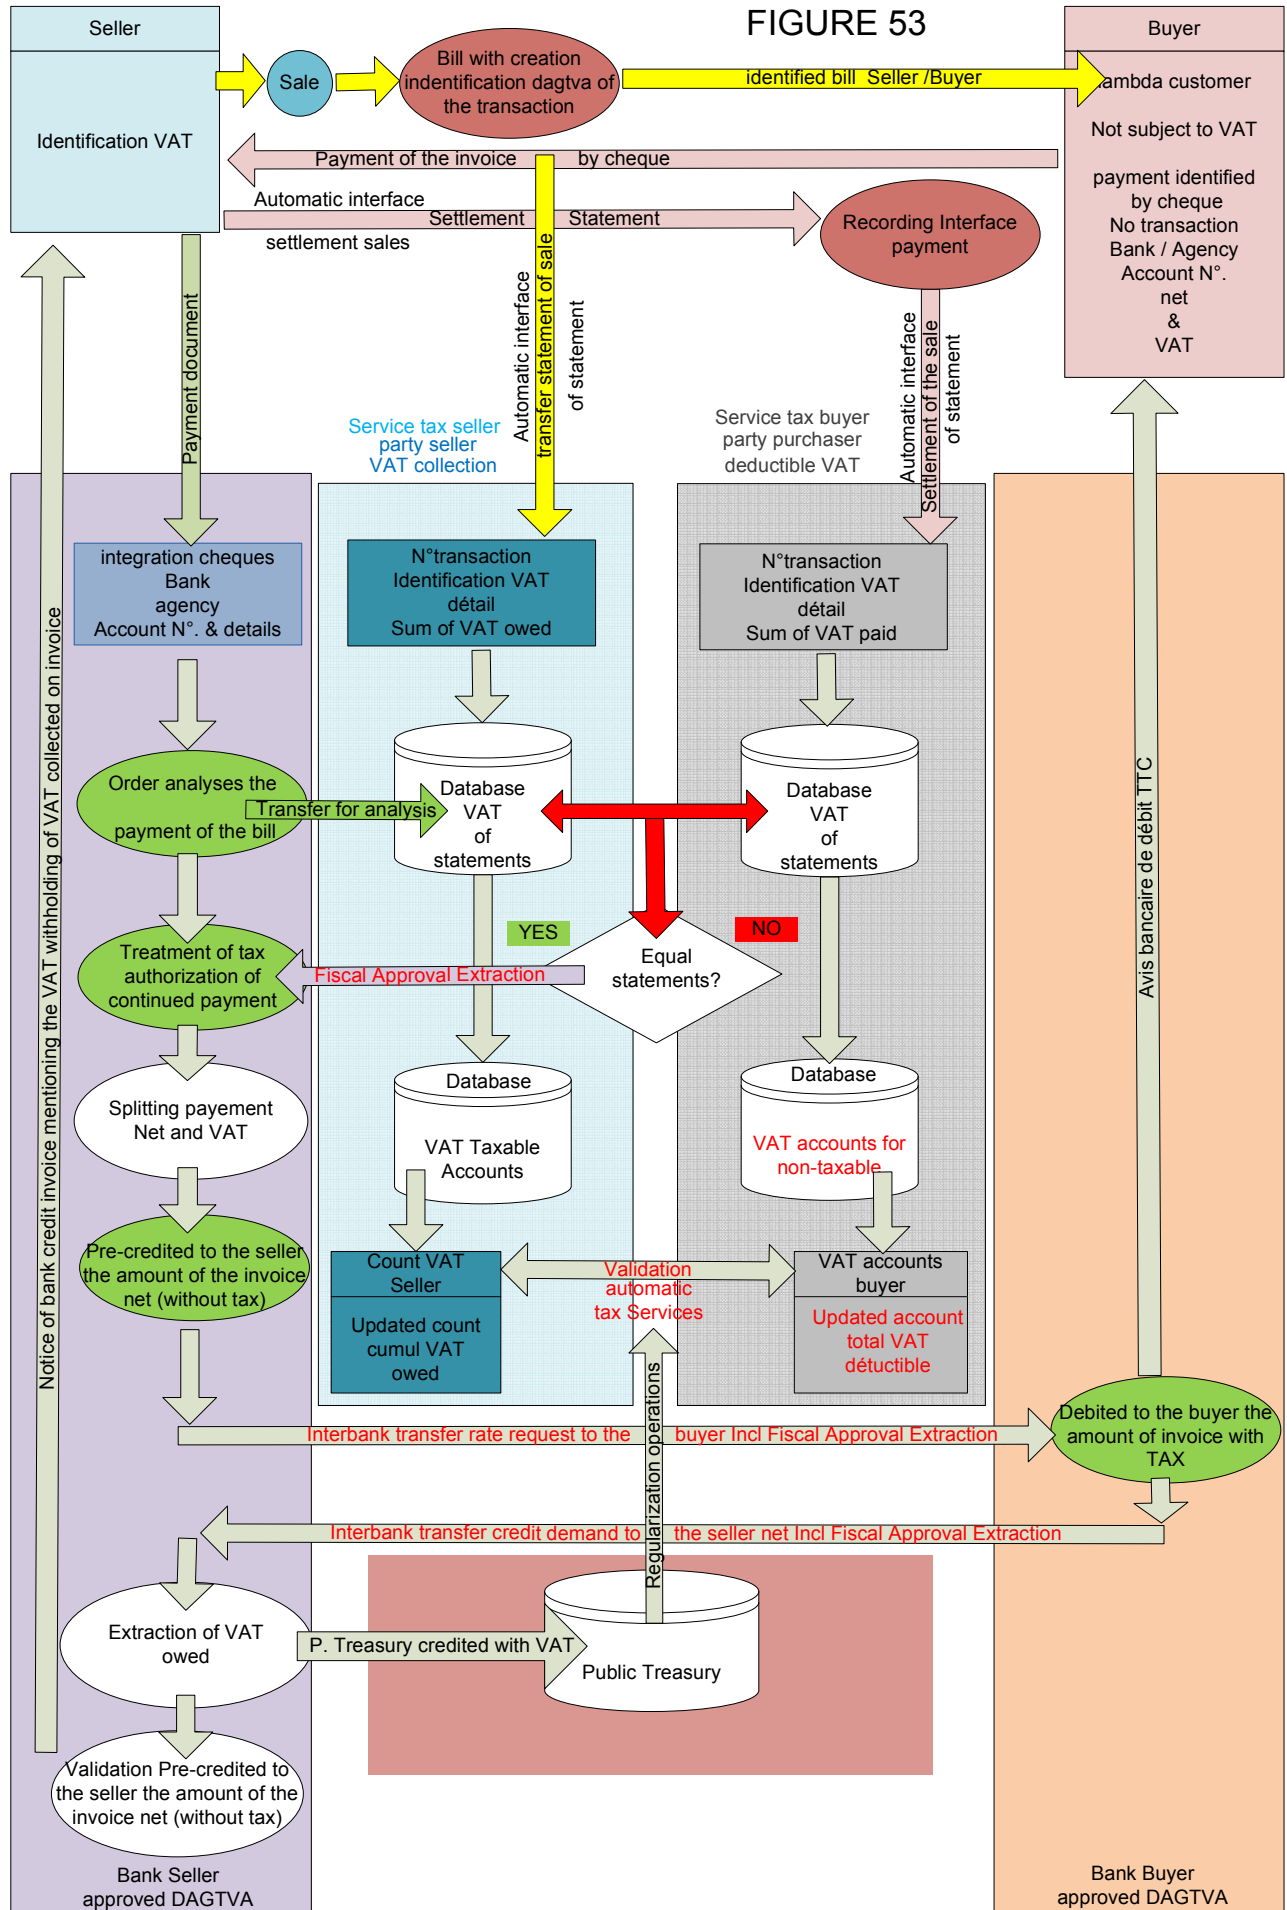 FIGURE 53
Seller
Identification VAT
Sale
Bill with creation
indentification dagtva of
the transaction
identified bill Seller /Buyer
Buyer
lambda customer
Not subject to VAT
payment identified
by cheque
No transaction
Bank / Agency
Account N°.
net
&
VAT
Payment of the invoice by cheque
Automatic interface
Settlement Statement
settlement sales
Recording Interface
payment
Payment document
Automatic interface
transfer statement of sale
of statement
Automatic interface
Settlement of the sale
of statement
Service tax seller
party seller
VAT collection
Service tax buyer
party purchaser
deductible VAT
integration cheques
Bank
agency
Account N°. & details
N°transaction
Identification VAT
détail
Sum of VAT owed
N°transaction
Identification VAT
détail
Sum of VAT paid
Order analyses the
payment of the bill
Transfer for analysis
Database
VAT
of
statements
Database
VAT
of
statements
YES
NO
Equal
statements?
Fiscal Approval Extraction
Treatment of tax
authorization of
continued payment
Splitting payement
Net and VAT
Database
VAT Taxable
Accounts
Database
VAT accounts for
non-taxable
Pre-credited to the seller
the amount of the invoice
net (without tax)
Count VAT
Seller
Updated count
cumul VAT
owed
Validation
automatic
tax Services
VAT accounts
buyer
Updated account
total VAT
détuctible
Notice of bank credit invoice mentioning the VAT withholding of VAT collected on invoice
Avis bancaire de débit TTC
Regularization operations
Interbank transfer rate request to the buyer Incl Fiscal Approval Extraction
Debited to the buyer the
amount of invoice with
TAX
Interbank transfer credit demand to the seller net Incl Fiscal Approval Extraction
Extraction of VAT
owed
P. Treasury credited with VAT
Public Treasury
Validation Pre-credited to
the seller the amount of the
invoice net (without tax)
Bank Seller
approved DAGTVA
Bank Buyer
approved DAGTVA